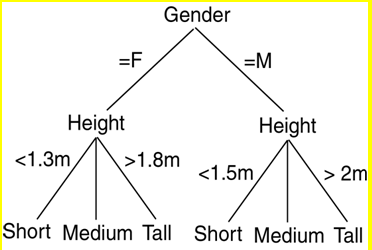 Gender
=F =M
Height Height
<1.3m >1.8m <1.5m > 2m
Short Medium Tall Short Medium Tall